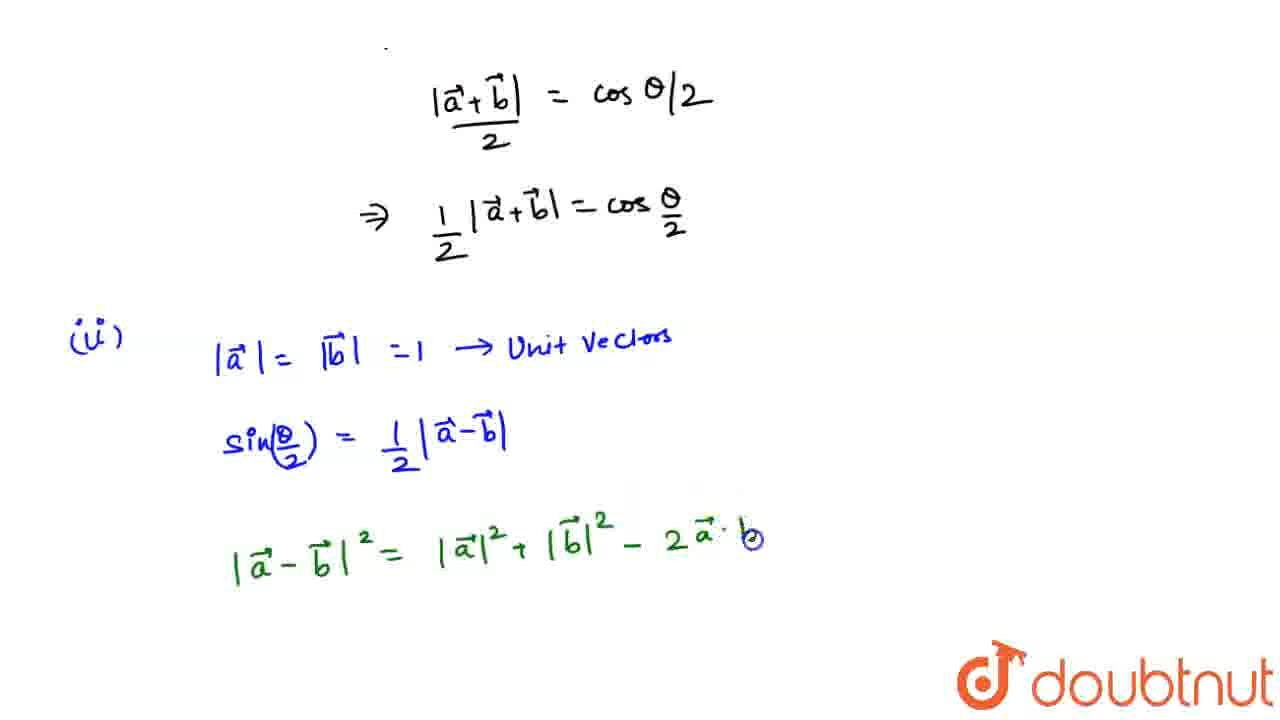 |a⃗ + b⃗| / 2 = cos θ/2
⇒ 1/2 |a⃗ + b⃗| = cos θ/2
(ii) |a⃗| = |b⃗| = 1 → Unit Vectors
sin(θ/2) = 1/2 |a⃗ - b⃗|
|a⃗ - b⃗|² = |a⃗|² + |b⃗|² - 2 a⃗ · b
doubtnut